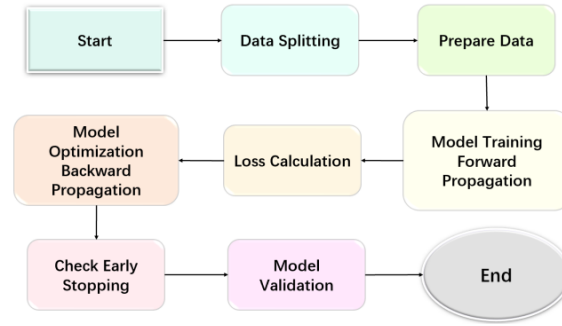 Start
Data Splitting
Prepare Data
Model Training
Forward
Propagation
Loss Calculation
Model
Optimization
Backward
Propagation
Check Early
Stopping
Model
Validation
End